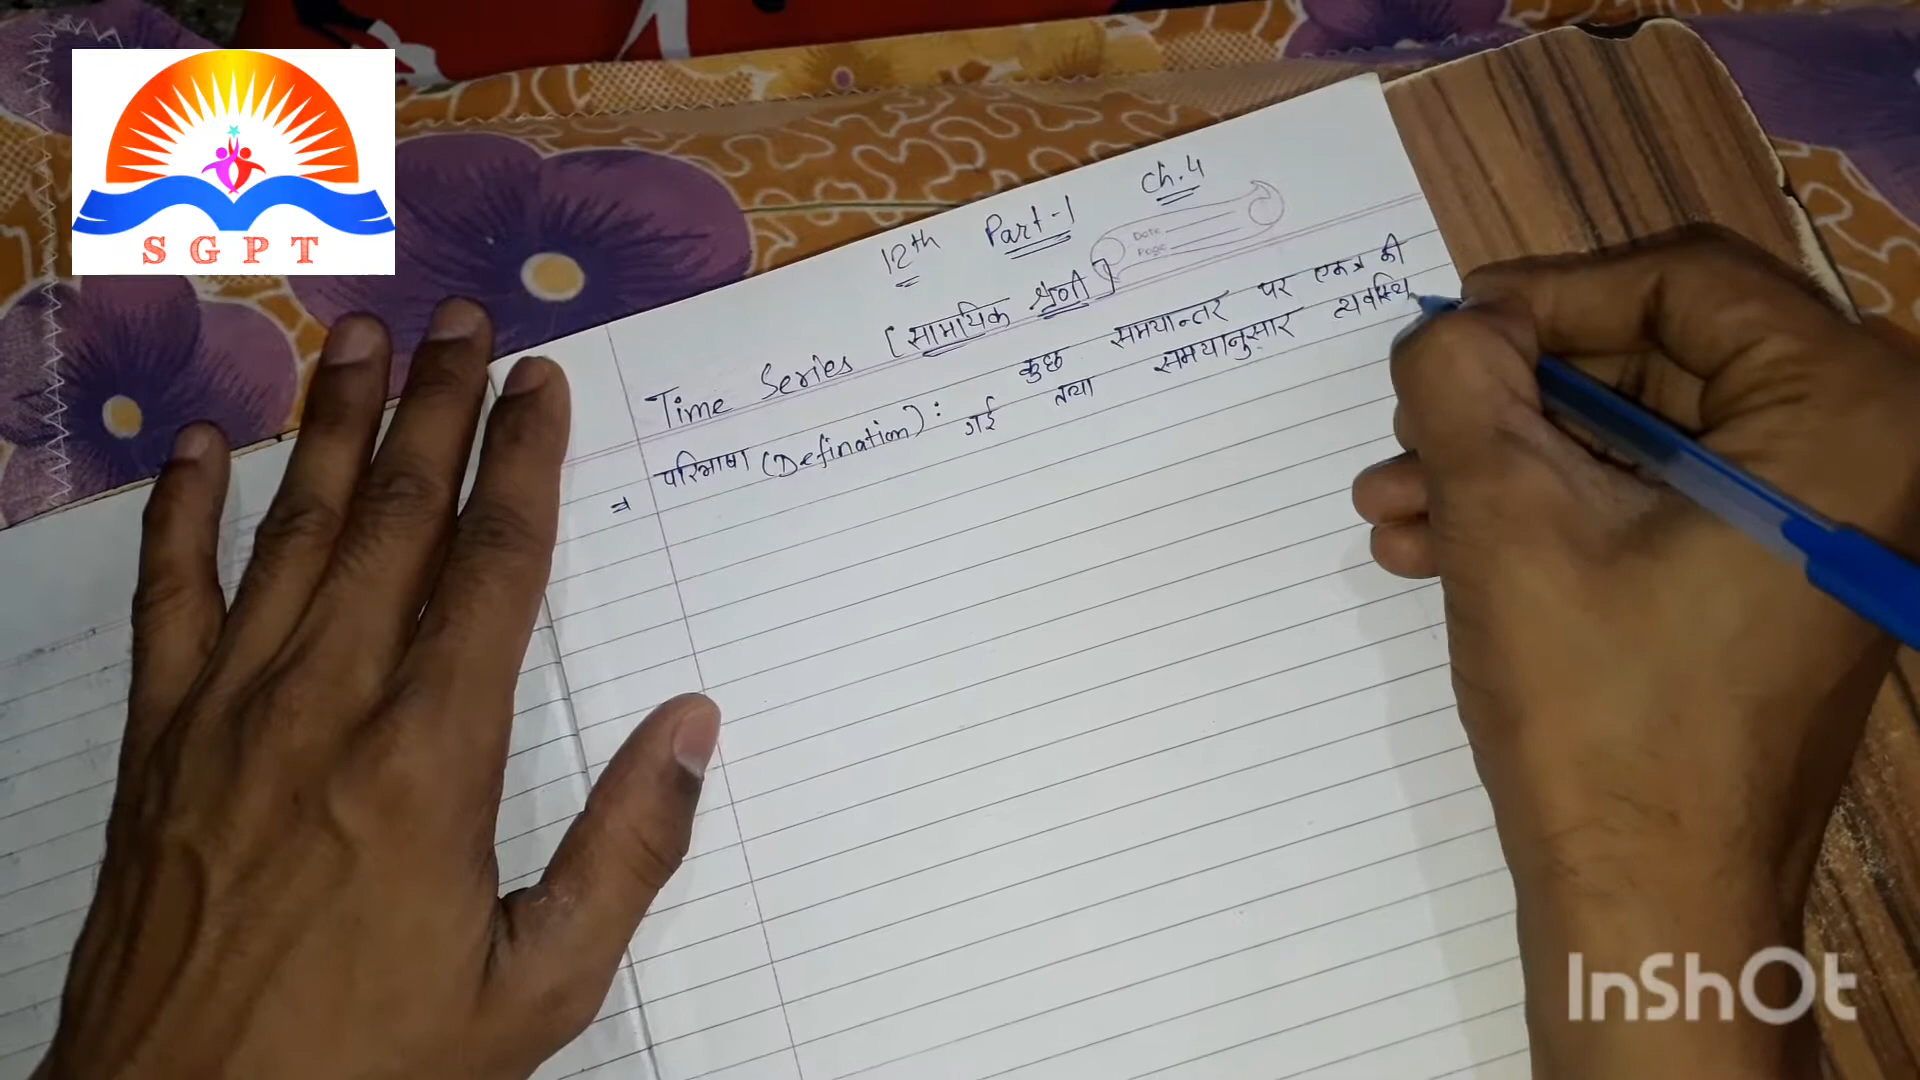 SGPT
12th Part-1 Ch.4
Date
Page
Time Series [सामयिक श्रेणी]
⇒ परिभाषा (Defination) : कुछ समयान्तर पर एकत्र की
गई तथा समयानुसार व्यवस्थि
InShOt